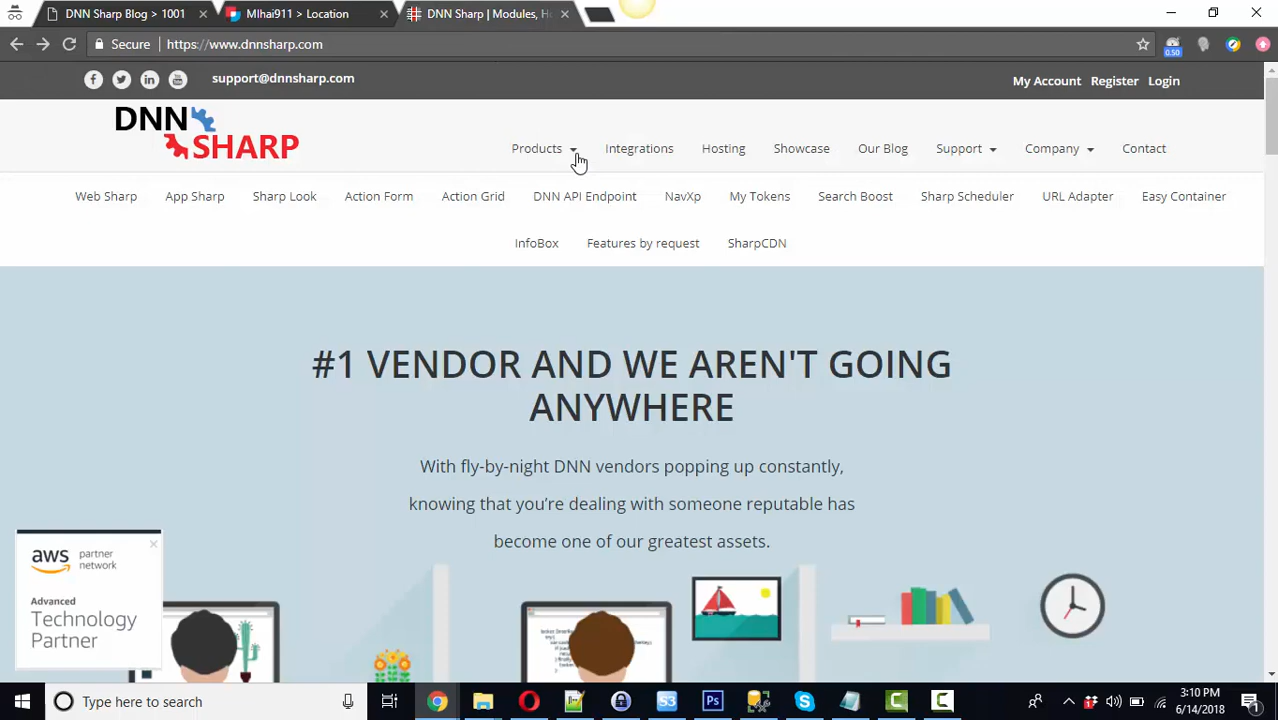 DNN Sharp Blog > 1001
MIhai911 > Location
DNN Sharp | Modules, Ho
Secure
https://www.dnnsharp.com
0.50
support@dnnsharp.com
My Account Register Login
DNN
SHARP
Products Integrations Hosting Showcase Our Blog Support Company Contact
Web Sharp App Sharp Sharp Look Action Form Action Grid DNN API Endpoint NavXp My Tokens Search Boost Sharp Scheduler URL Adapter Easy Container
InfoBox Features by request SharpCDN
#1 VENDOR AND WE AREN'T GOING
ANYWHERE
With fly-by-night DNN vendors popping up constantly,
knowing that you’re dealing with someone reputable has
become one of our greatest assets.
aws partner
network
Advanced
Technology
Partner
Type here to search
3:10 PM
6/14/2018